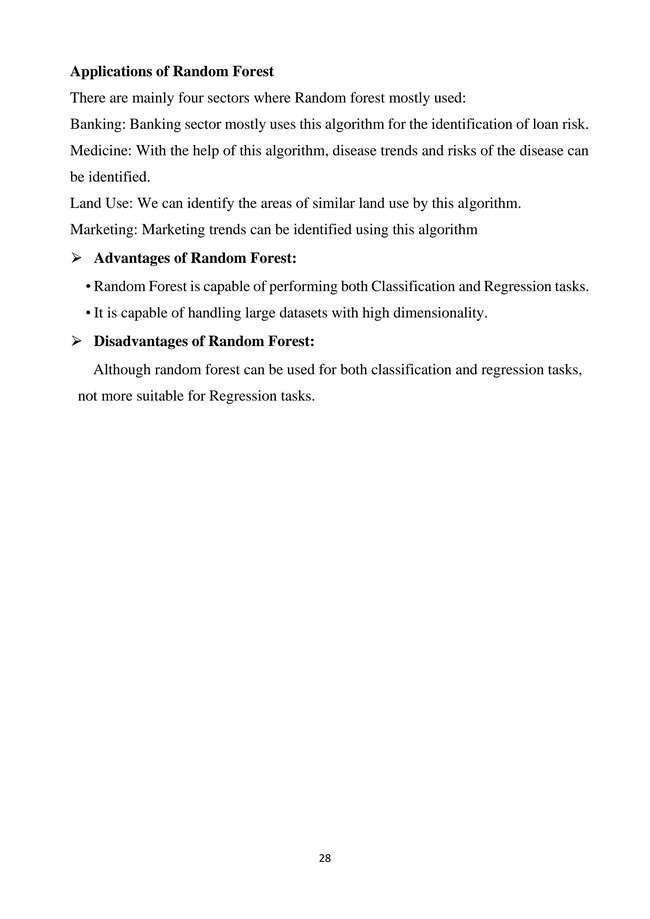 Applications of Random Forest
There are mainly four sectors where Random forest mostly used:
Banking: Banking sector mostly uses this algorithm for the identification of loan risk.
Medicine: With the help of this algorithm, disease trends and risks of the disease can
be identified.
Land Use: We can identify the areas of similar land use by this algorithm.
Marketing: Marketing trends can be identified using this algorithm
➢ Advantages of Random Forest:
• Random Forest is capable of performing both Classification and Regression tasks.
• It is capable of handling large datasets with high dimensionality.
➢ Disadvantages of Random Forest:
Although random forest can be used for both classification and regression tasks,
not more suitable for Regression tasks.
28